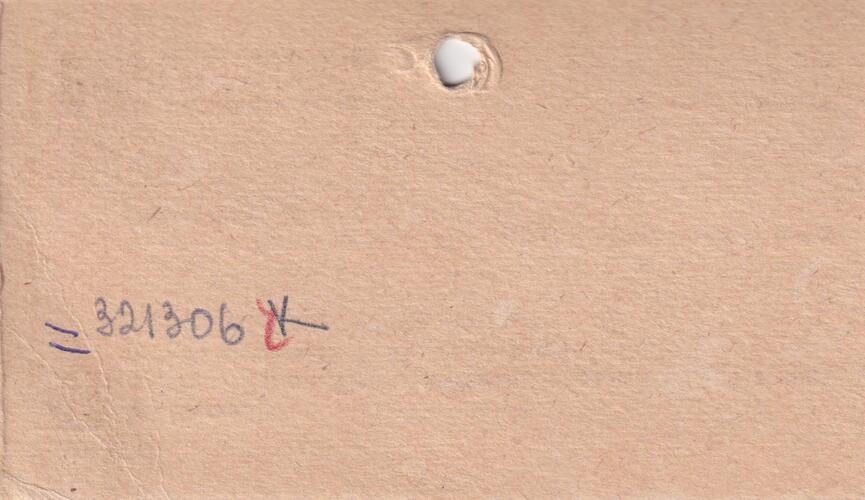 = 321306